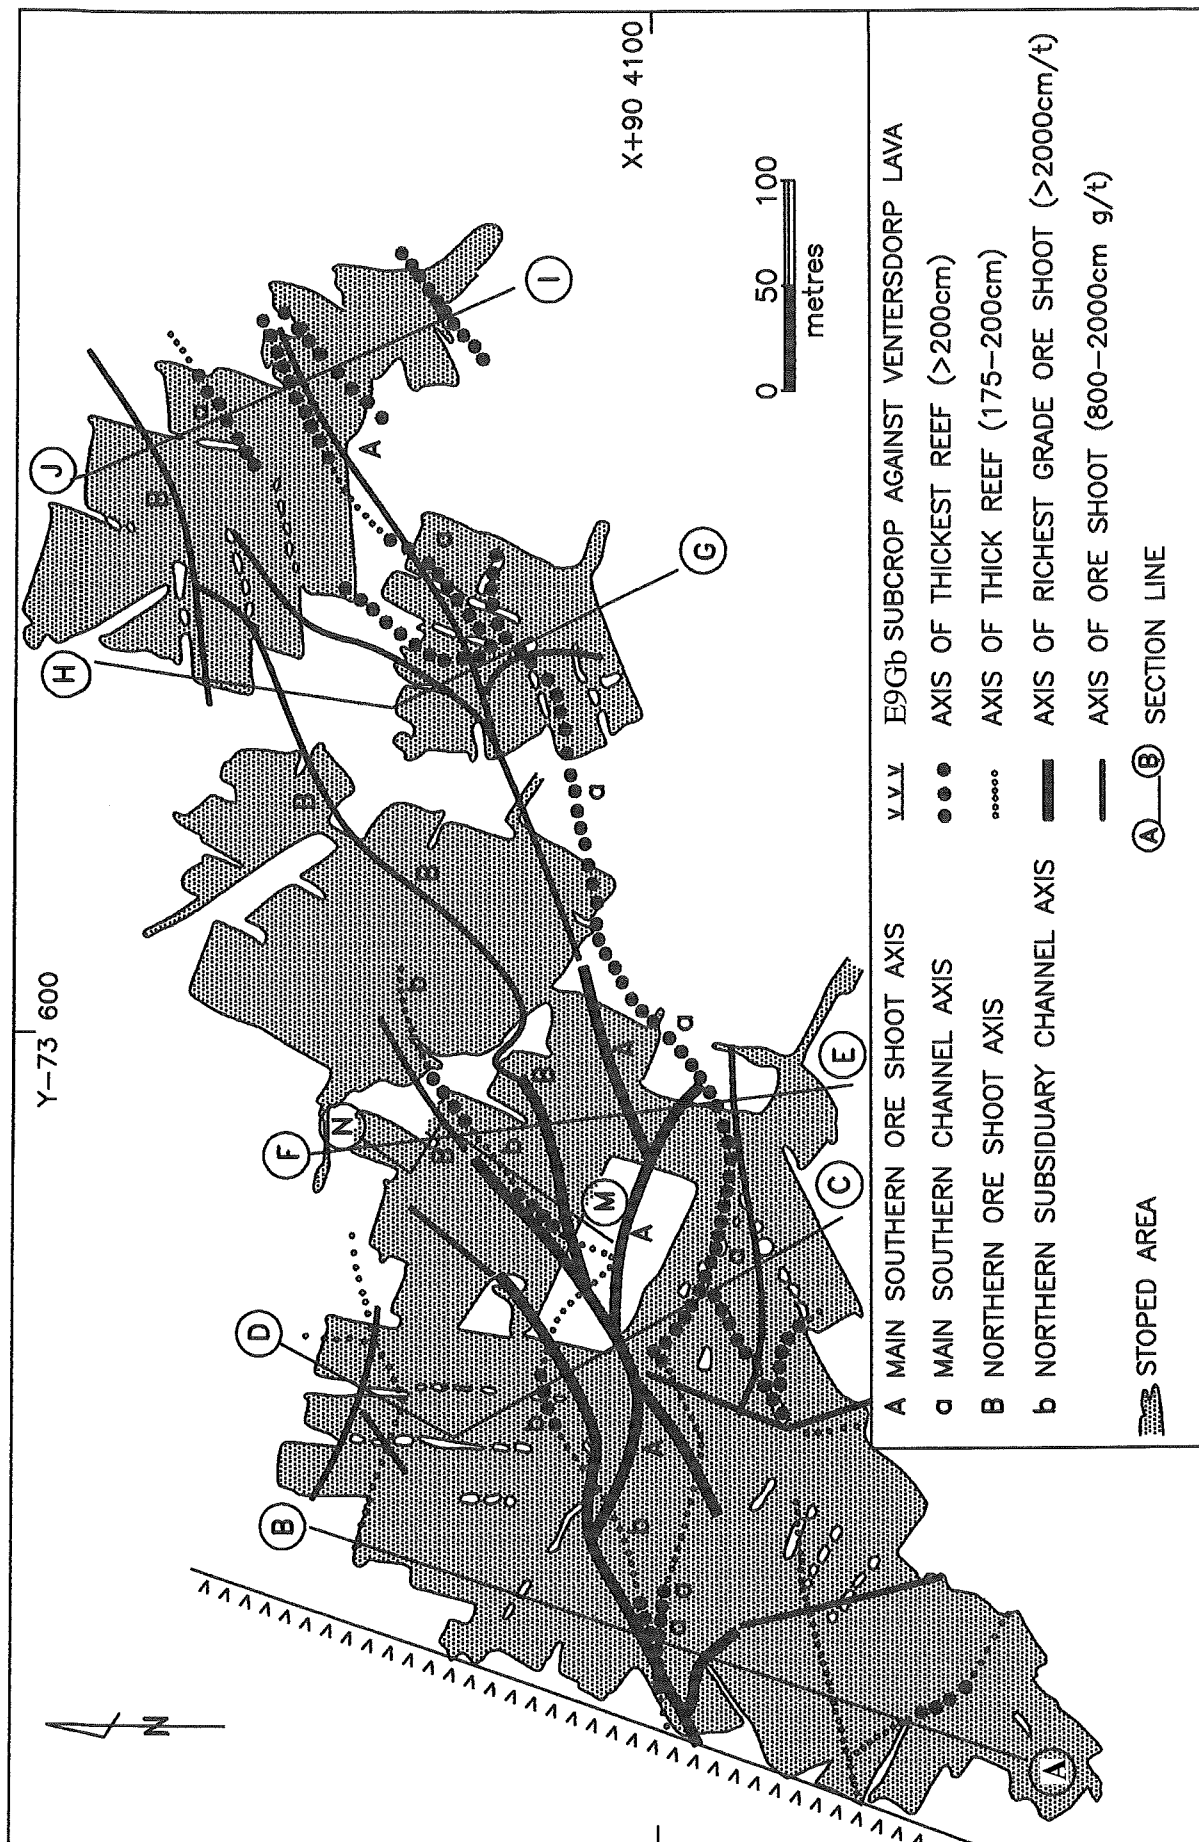 Y–73 600
X+90 4100
N
A
B
C
D
E
F
G
H
I
J
M
N
A
A
A
A
a
a
a
a
a
a
a
B
B
B
B
B
b
b
b
0 50 100
metres
A MAIN SOUTHERN ORE SHOOT AXIS
a MAIN SOUTHERN CHANNEL AXIS
B NORTHERN ORE SHOOT AXIS
b NORTHERN SUBSIDUARY CHANNEL AXIS
STOPED AREA
v v v E9Gb SUBCROP AGAINST VENTERSDORP LAVA
AXIS OF THICKEST REEF (>200cm)
AXIS OF THICK REEF (175–200cm)
AXIS OF RICHEST GRADE ORE SHOOT (>2000cm/t)
AXIS OF ORE SHOOT (800–2000cm g/t)
A B SECTION LINE